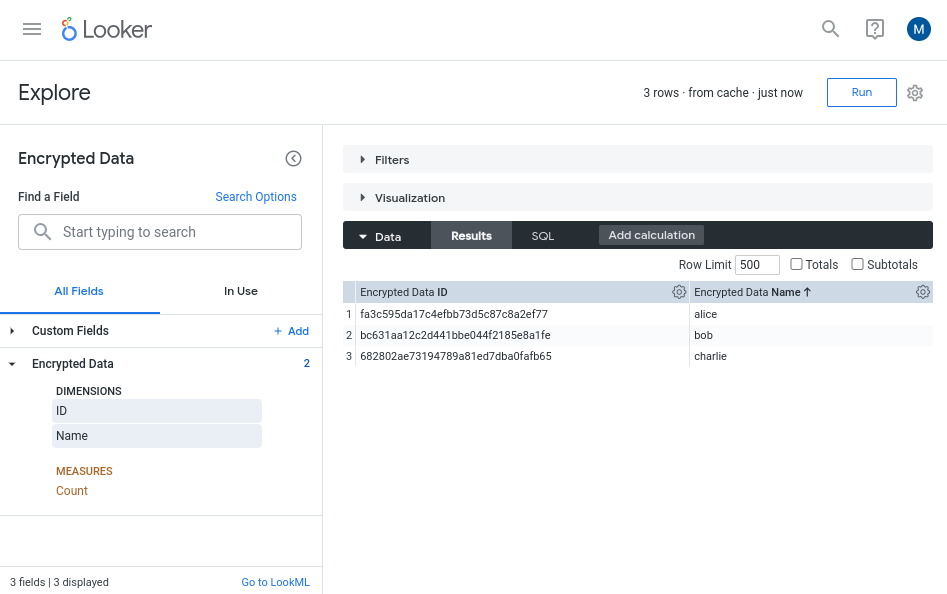 Looker
M
Explore
3 rows · from cache · just now
Run
Encrypted Data
Find a Field
Search Options
Start typing to search
All Fields
In Use
Custom Fields
+ Add
Encrypted Data
2
DIMENSIONS
ID
Name
MEASURES
Count
3 fields | 3 displayed
Go to LookML
Filters
Visualization
Data
Results
SQL
Add calculation
Row Limit 500
Totals
Subtotals
Encrypted Data ID
Encrypted Data Name ↑
1 fa3c595da17c4efbb73d5c87c8a2ef77 alice
2 bc631aa12c2d441bbe044f2185e8a1fe bob
3 682802ae73194789a81ed7dba0fafb65 charlie